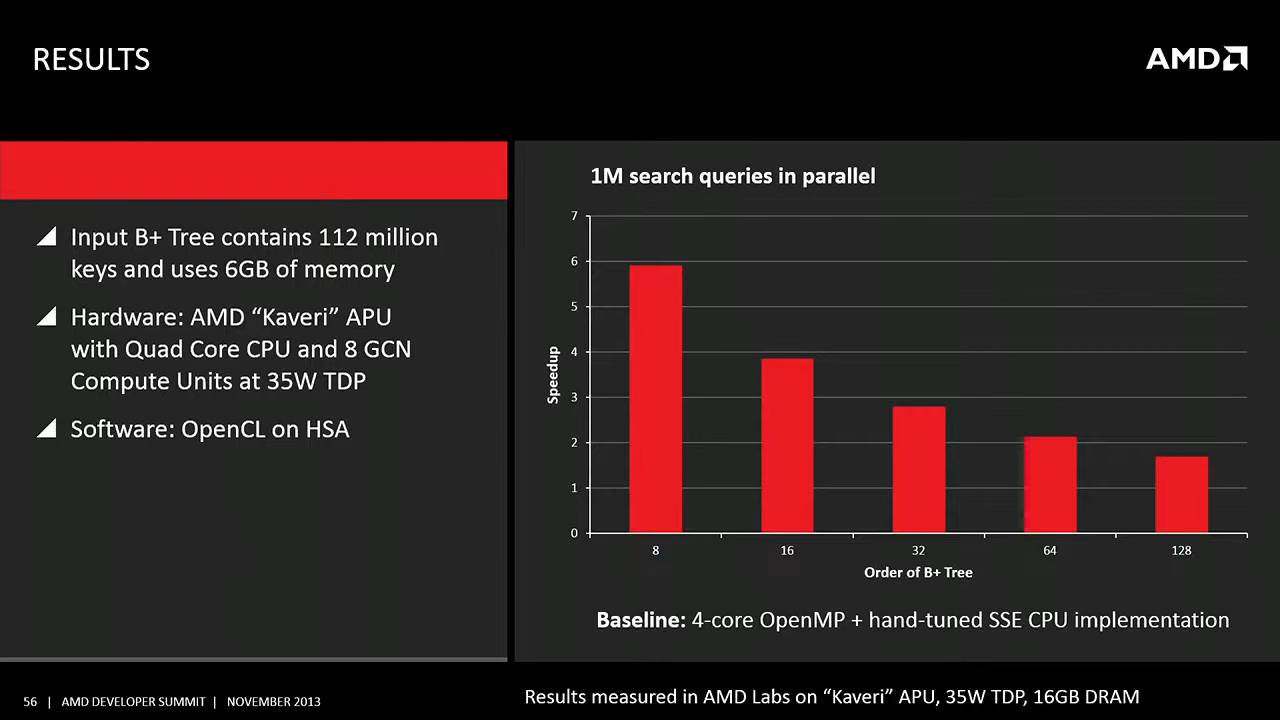 RESULTS
AMD
Input B+ Tree contains 112 million
keys and uses 6GB of memory
Hardware: AMD “Kaveri” APU
with Quad Core CPU and 8 GCN
Compute Units at 35W TDP
Software: OpenCL on HSA
1M search queries in parallel
7
6
5
4
3
2
1
0
Speedup
8 16 32 64 128
Order of B+ Tree
Baseline: 4-core OpenMP + hand-tuned SSE CPU implementation
56 | AMD DEVELOPER SUMMIT | NOVEMBER 2013
Results measured in AMD Labs on “Kaveri” APU, 35W TDP, 16GB DRAM